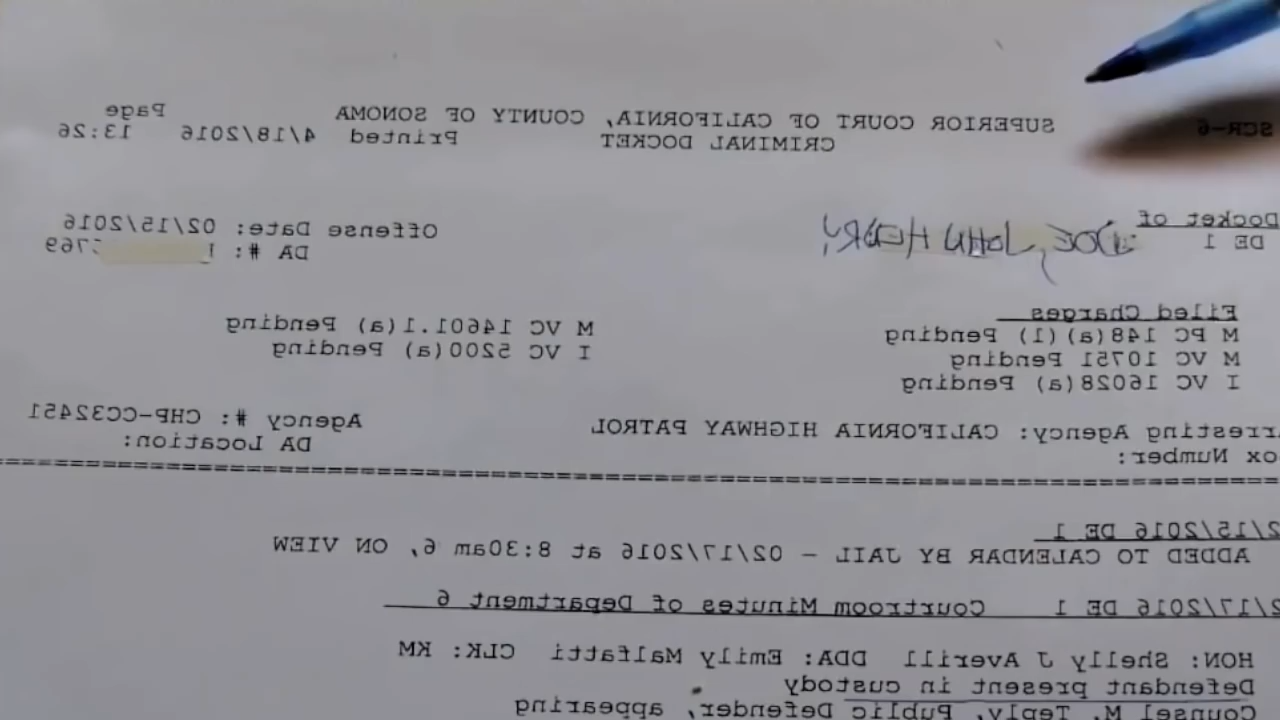 SCR-6 SUPERIOR COURT OF CALIFORNIA, COUNTY OF SONOMA Page
CRIMINAL DOCKET Printed 4/18/2016 13:26
Docket of Offense Date: 02/15/2016
DE 1 DOE, JOHN HENRY DA #: 1 5769
Filed Charges
M PC 148(a)(1) Pending M VC 14601.1(a) Pending
M VC 10751 Pending I VC 5200(a) Pending
I VC 16028(a) Pending
rresting Agency: CALIFORNIA HIGHWAY PATROL Agency #: CHP-CC32451
ox Number: DA Location:
2/15/2016 DE 1
ADDED TO CALENDAR BY JAIL - 02/17/2016 at 8:30am 6, ON VIEW
2/17/2016 DE 1 Courtroom Minutes of Department 6
HON: Shelly J Averill DDA: Emily Malfatti CLK: KM
Defendant present in custody
Counsel M. Teply, Public Defender, appearing